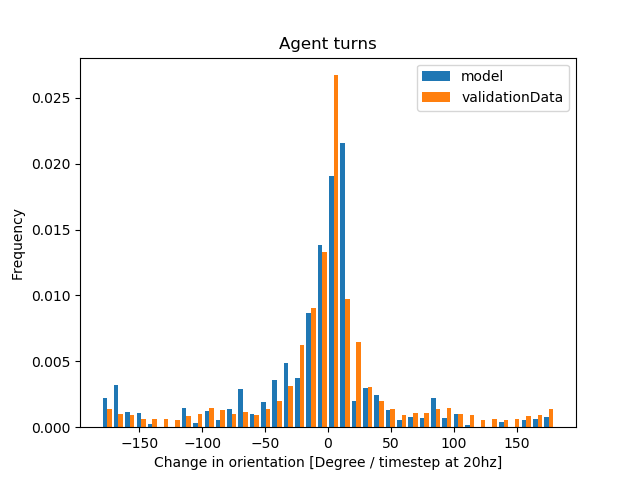 Agent turns
model
validationData
Frequency
0.025
0.020
0.015
0.010
0.005
0.000
−150
−100
−50
0
50
100
150
Change in orientation [Degree / timestep at 20hz]